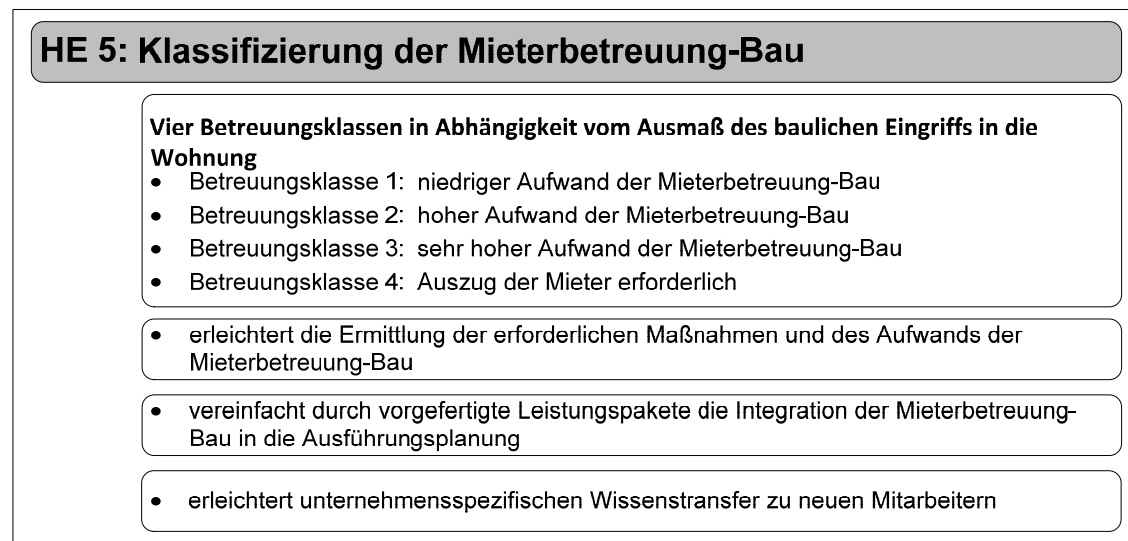 HE 5: Klassifizierung der Mieterbetreuung-Bau
Vier Betreuungsklassen in Abhängigkeit vom Ausmaß des baulichen Eingriffs in die
Wohnung
• Betreuungsklasse 1: niedriger Aufwand der Mieterbetreuung-Bau
• Betreuungsklasse 2: hoher Aufwand der Mieterbetreuung-Bau
• Betreuungsklasse 3: sehr hoher Aufwand der Mieterbetreuung-Bau
• Betreuungsklasse 4: Auszug der Mieter erforderlich
• erleichtert die Ermittlung der erforderlichen Maßnahmen und des Aufwands der
Mieterbetreuung-Bau
• vereinfacht durch vorgefertigte Leistungspakete die Integration der Mieterbetreuung-
Bau in die Ausführungsplanung
• erleichtert unternehmensspezifischen Wissenstransfer zu neuen Mitarbeitern